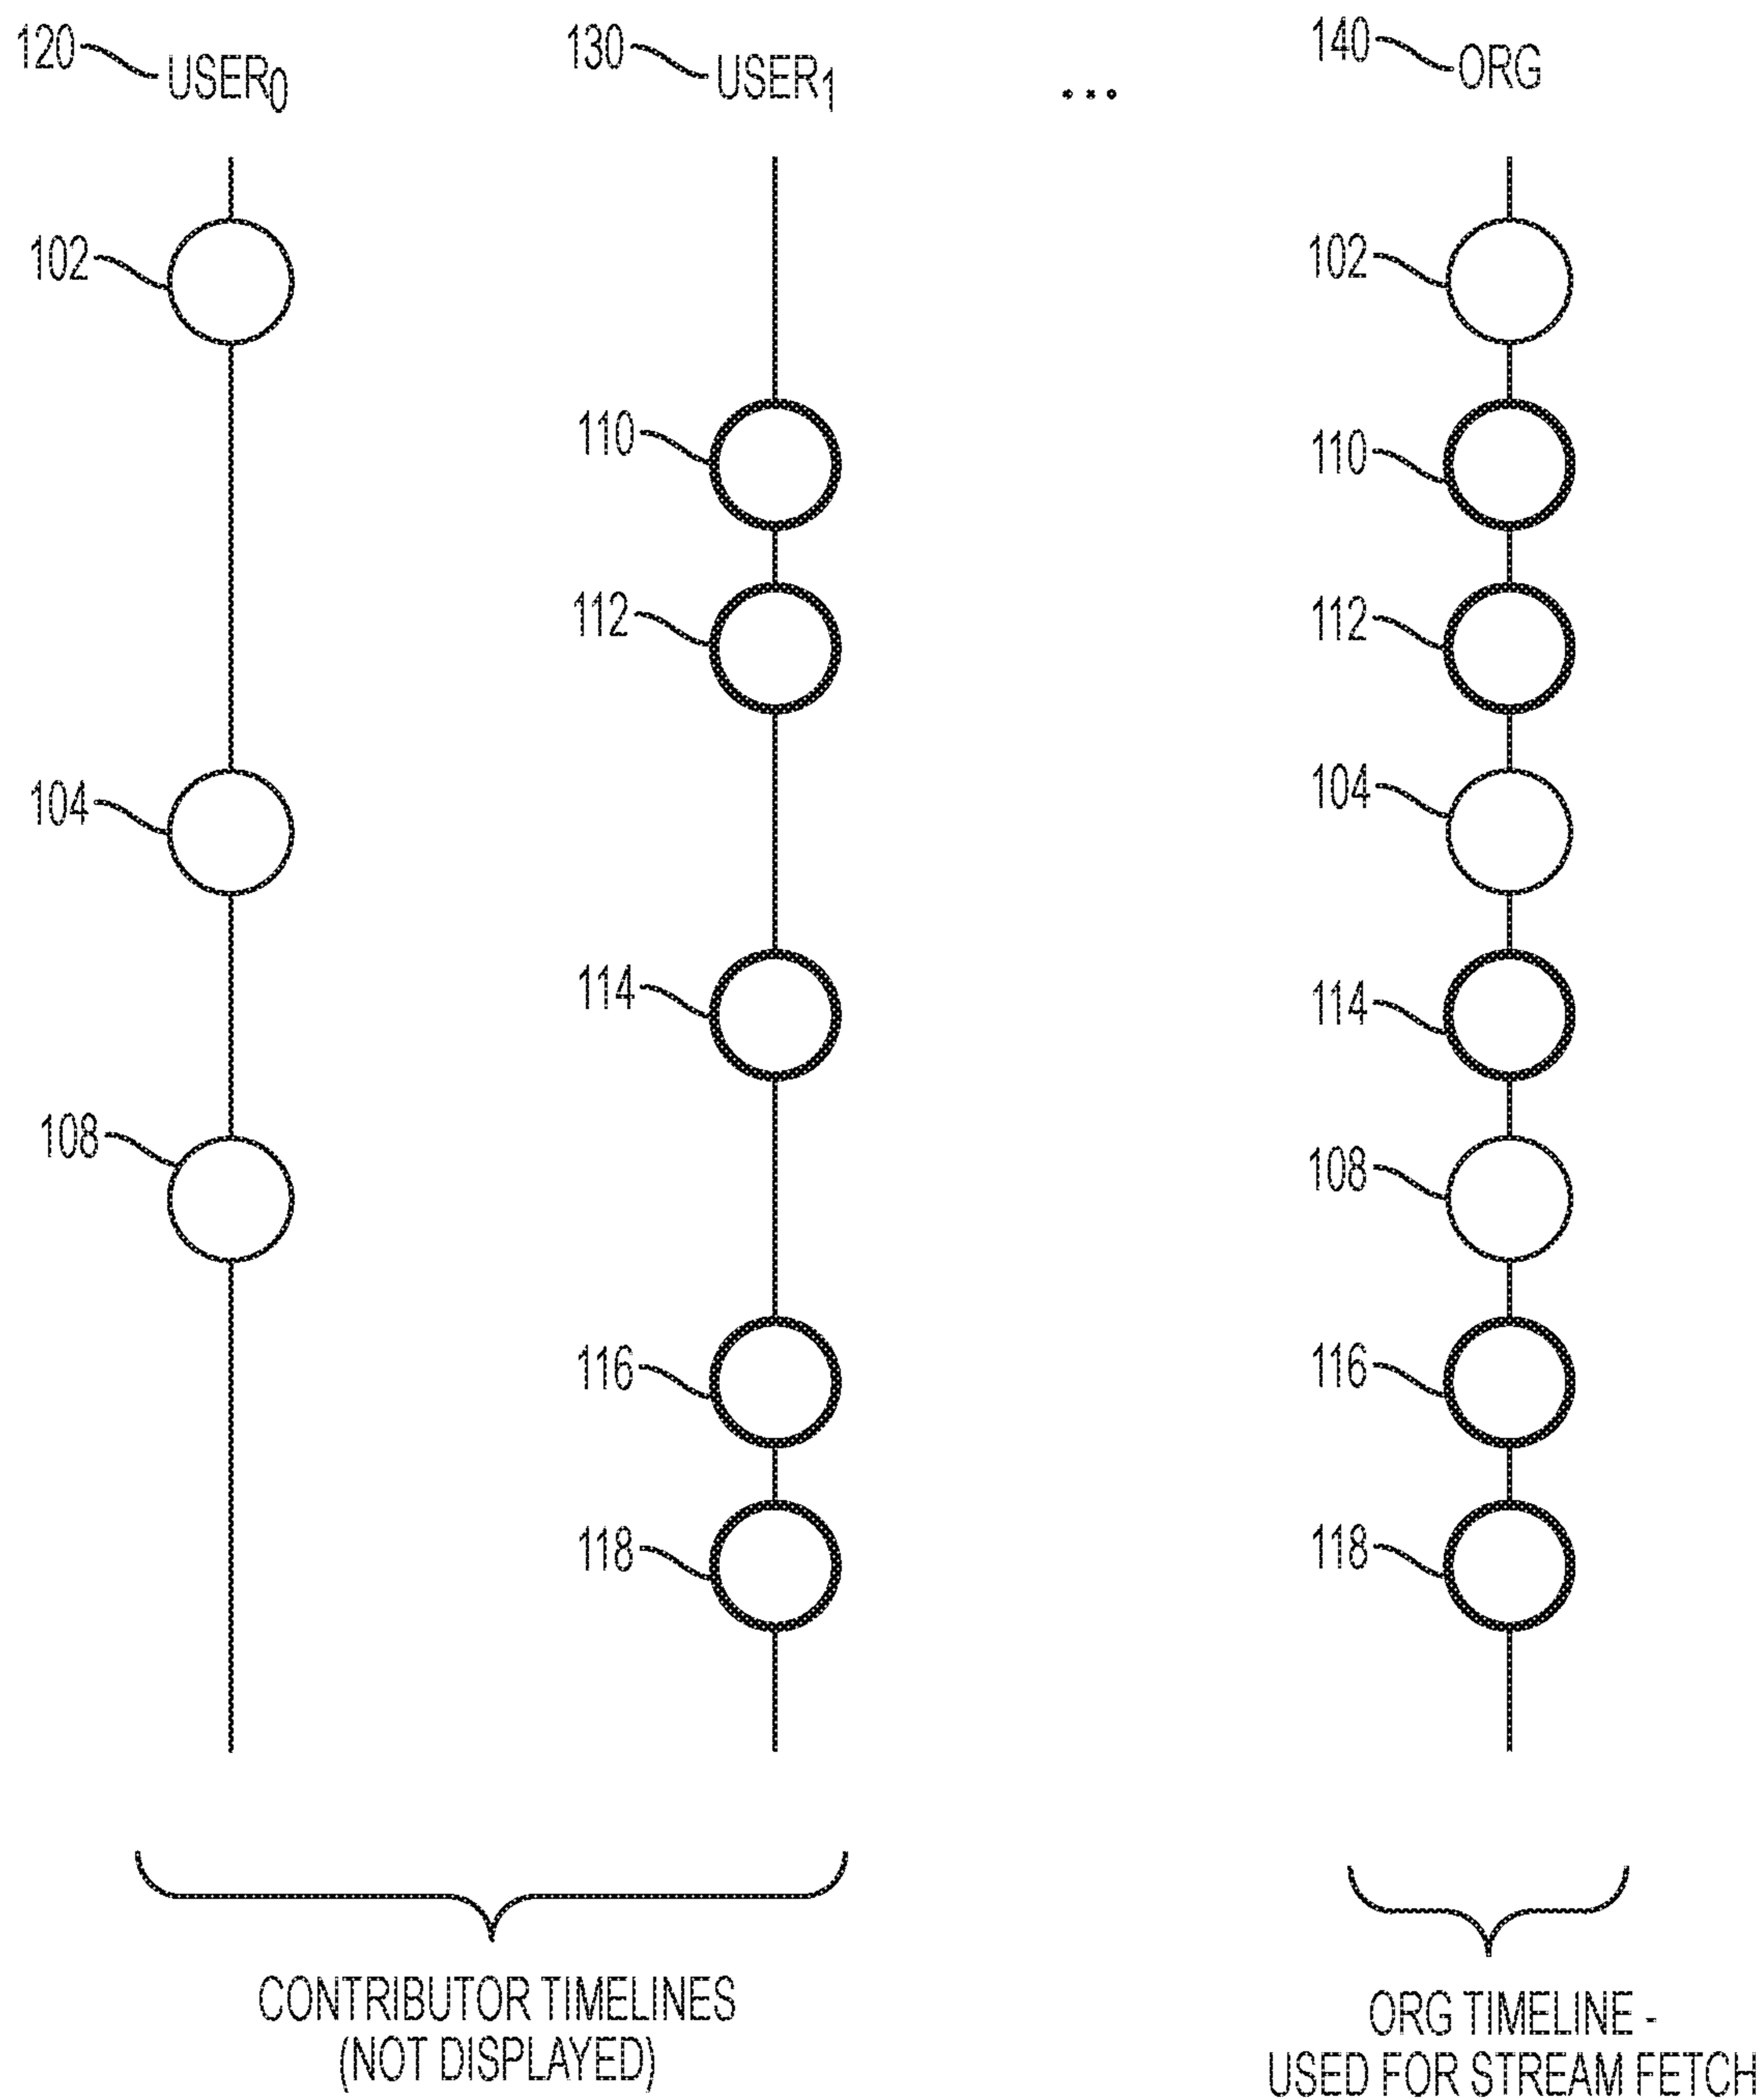 120 USER0 130 USER1 ... 140 ORG
102 102
110 110
112 112
104 104
114 114
108 108
116 116
118 118
CONTRIBUTOR TIMELINES
(NOT DISPLAYED)
ORG TIMELINE -
USED FOR STREAM FETCH